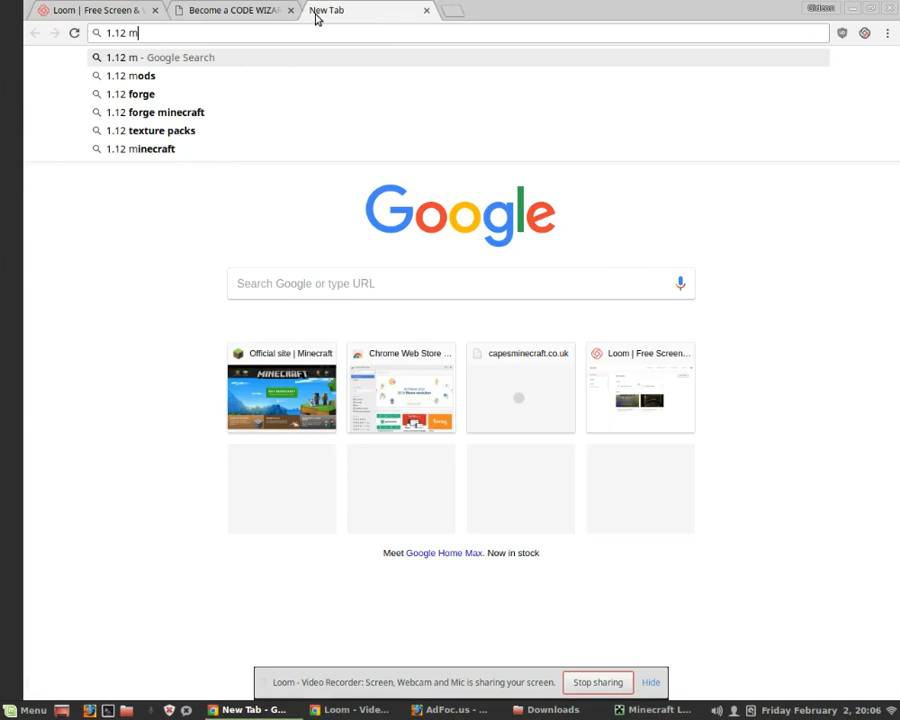 Loom | Free Screen & V
Become a CODE WIZAR
New Tab
Gideon
1.12 m
1.12 m - Google Search
1.12 mods
1.12 forge
1.12 forge minecraft
1.12 texture packs
1.12 minecraft
Google
Search Google or type URL
Official site | Minecraft
Chrome Web Store ...
capesminecraft.co.uk
Loom | Free Screen...
MINECRAFT
Meet Google Home Max. Now in stock
Loom - Video Recorder: Screen, Webcam and Mic is sharing your screen.
Stop sharing
Hide
Menu
New Tab - G...
Loom - Vide...
AdFoc.us - ...
Downloads
Minecraft L...
Friday February 2, 20:06